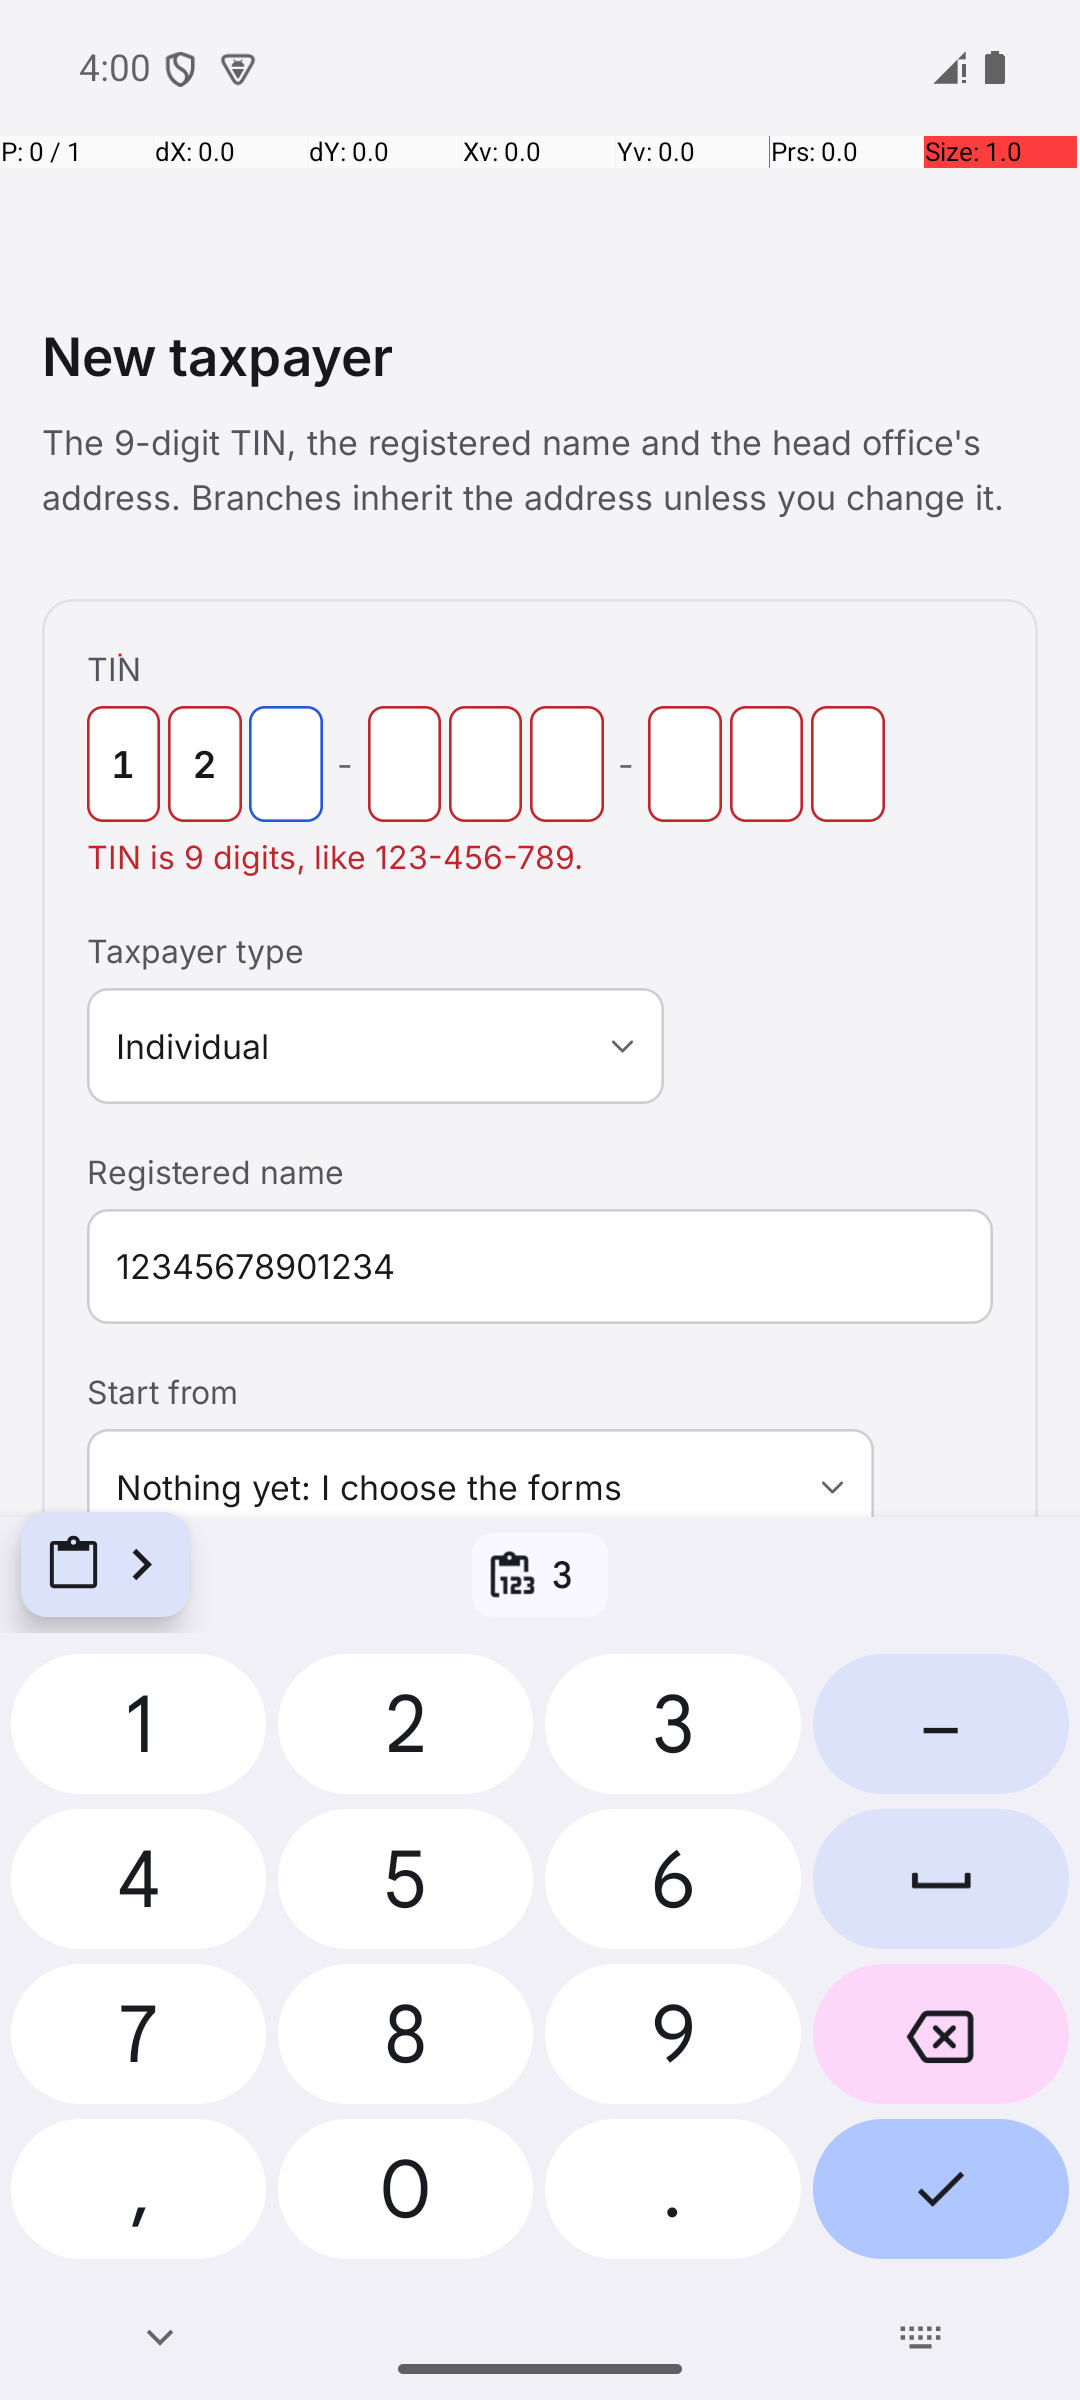 4:00
P: 0 / 1 dX: 0.0 dY: 0.0 Xv: 0.0 Yv: 0.0 Prs: 0.0 Size: 1.0
New taxpayer
The 9-digit TIN, the registered name and the head office's
address. Branches inherit the address unless you change it.
TIN
1 2 - -
TIN is 9 digits, like 123-456-789.
Taxpayer type
Individual
Registered name
12345678901234
Start from
Nothing yet: I choose the forms
123 3
1 2 3 –
4 5 6
7 8 9
, 0 .